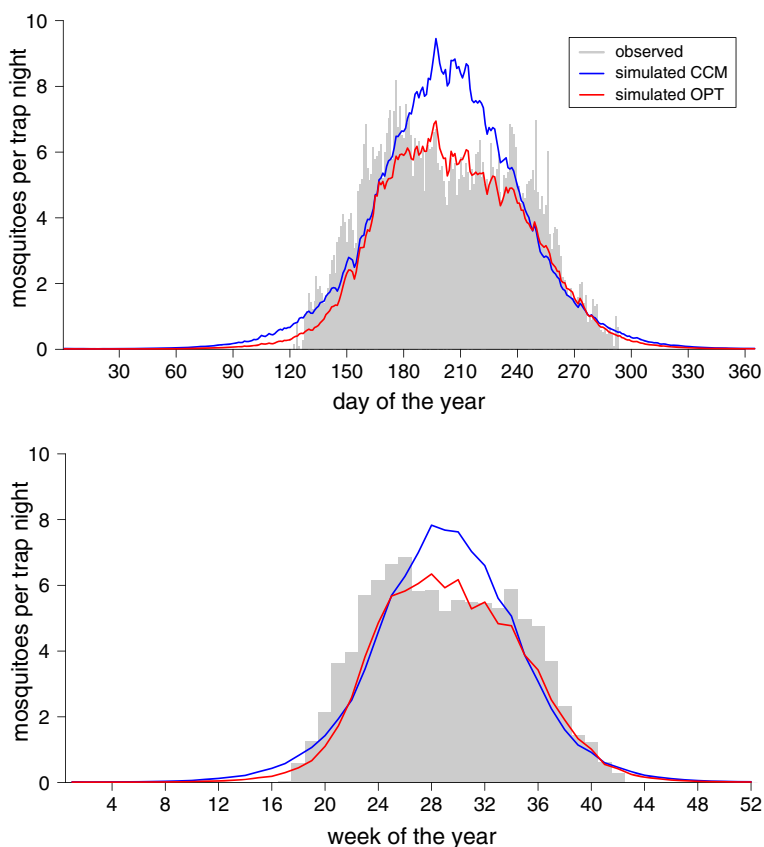 mosquitoes per trap night
10
8
6
4
2
0
observed
simulated CCM
simulated OPT
30 60 90 120 150 180 210 240 270 300 330 360
day of the year
mosquitoes per trap night
10
8
6
4
2
0
4 8 12 16 20 24 28 32 36 40 44 48 52
week of the year